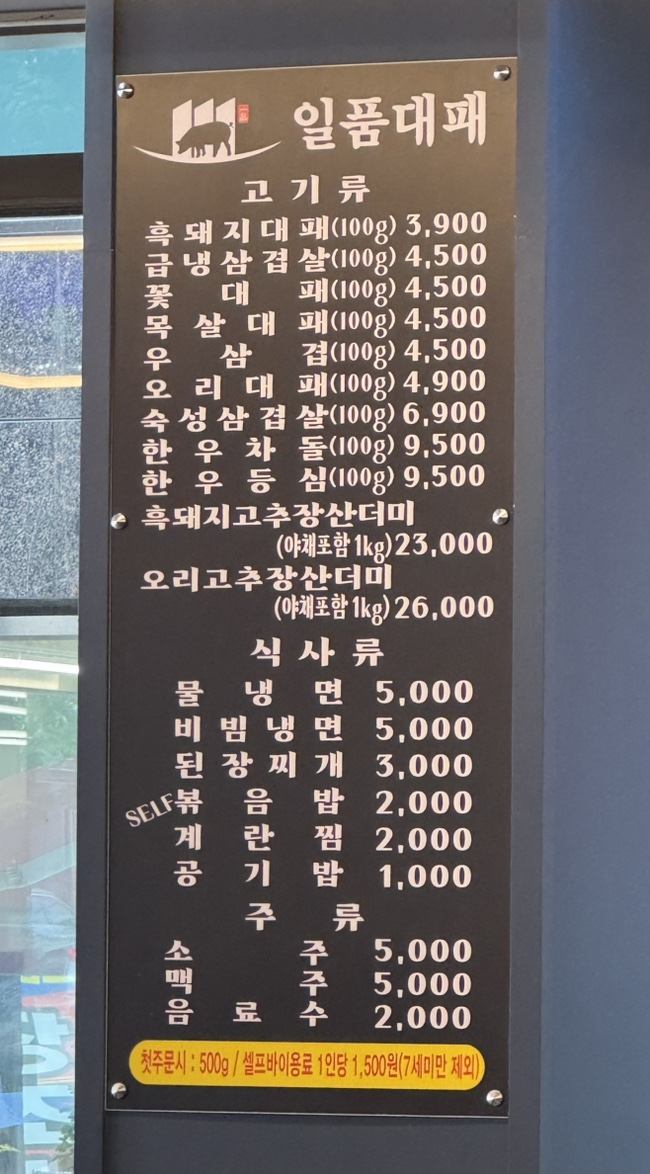 일품대패
고기류
흑돼지대패(100g) 3,900
급냉삼겹살(100g) 4,500
꽃대패(100g) 4,500
목살대패(100g) 4,500
우삼겹(100g) 4,500
오리대패(100g) 4,900
숙성삼겹살(100g) 6,900
한우차돌(100g) 9,500
한우등심(100g) 9,500
흑돼지고추장산더미
(야채포함 1kg) 23,000
오리고추장산더미
(야채포함 1kg) 26,000
식사류
물냉면 5,000
비빔냉면 5,000
된장찌개 3,000
SELF볶음밥 2,000
계란찜 2,000
공기밥 1,000
주류
소주 5,000
맥주 5,000
음료수 2,000
첫주문시 : 500g / 셀프바이용료 1인당 1,500원(7세미만 제외)